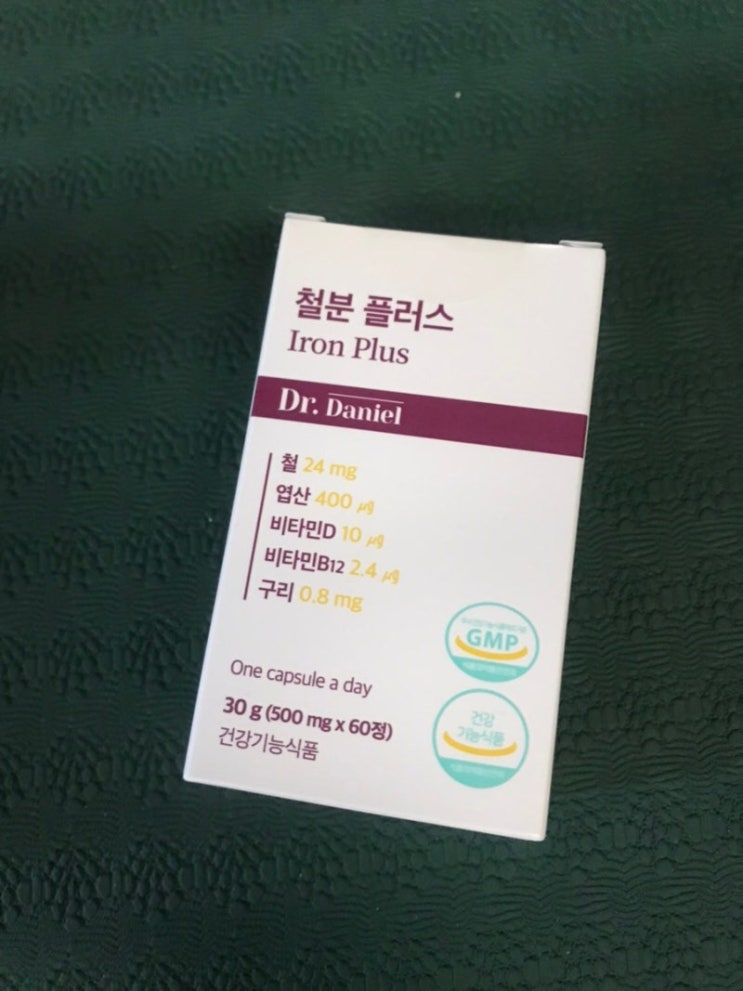 철분 플러스
Iron Plus
Dr. Daniel
철 24 mg
엽산 400 ㎍
비타민D 10 ㎍
비타민B12 2.4 ㎍
구리 0.8 mg
One capsule a day
30 g (500 mg x 60정)
건강기능식품
GMP
건강
기능식품